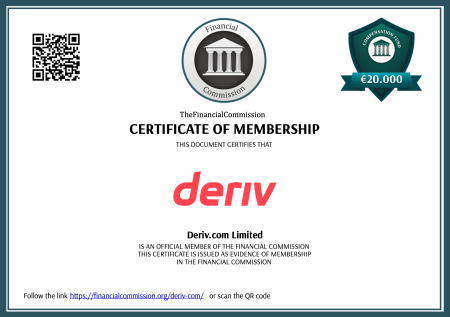 Financial
Commission
COMPENSATION FUND
€20.000
TheFinancialCommission
CERTIFICATE OF MEMBERSHIP
THIS DOCUMENT CERTIFIES THAT
deriv
Deriv.com Limited
IS AN OFFICIAL MEMBER OF THE FINANCIAL COMMISSION
THIS CERTIFICATE IS ISSUED AS EVIDENCE OF MEMBERSHIP
IN THE FINANCIAL COMMISSION
Follow the link https://financialcommission.org/deriv-com/ or scan the QR code